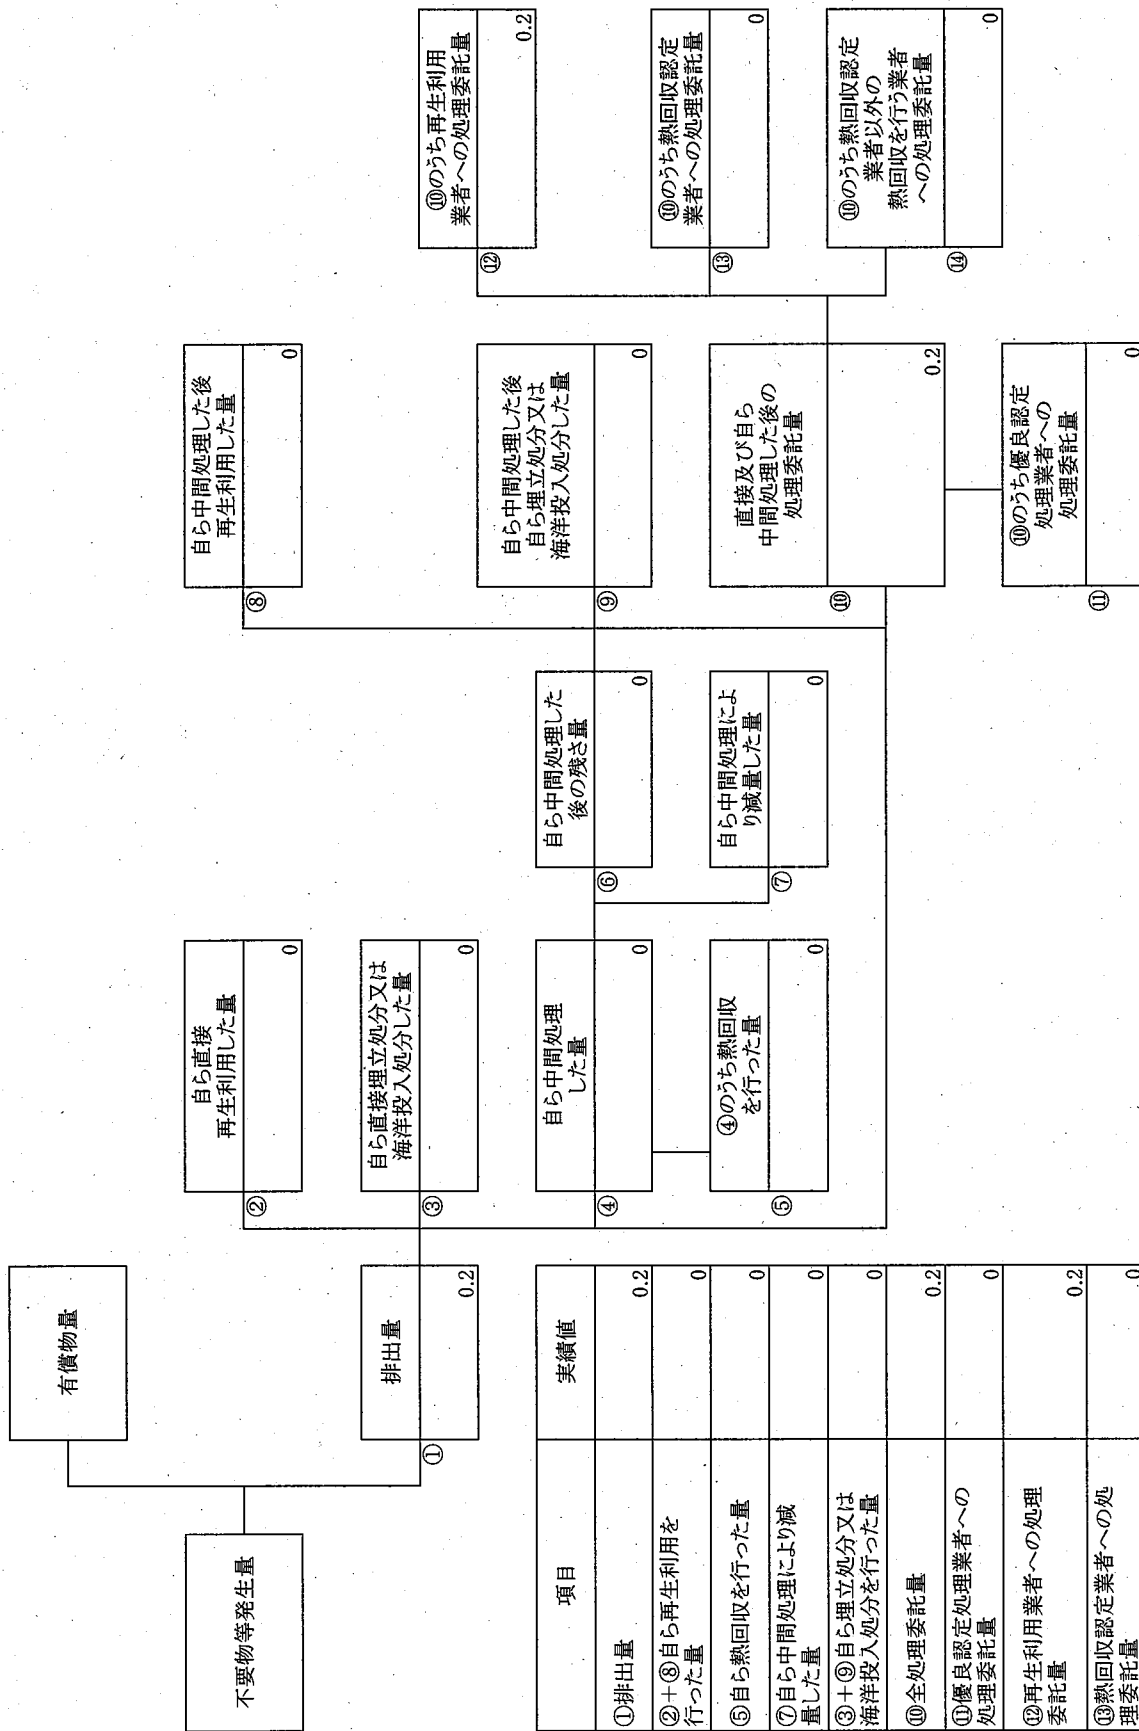 不要物等発生量
有償物量
排出量
①
0.2
自ら直接
再生利用した量
②
0
自ら直接埋立処分又は
海洋投入処分した量
③
0
自ら中間処理
した量
④
0
④のうち熱回収
を行った量
⑤
0
自ら中間処理した
後の残さ量
⑥
0
自ら中間処理によ
り減量した量
⑦
0
自ら中間処理した後
再生利用した量
⑧
0
自ら中間処理した後
自ら埋立処分又は
海洋投入処分した量
⑨
0
直接及び自ら
中間処理した後の
処理委託量
⑩
0.2
⑩のうち優良認定
処理業者への
処理委託量
⑪
0
⑩のうち再生利用
業者への処理委託量
⑫
0.2
⑩のうち熱回収認定
業者への処理委託量
⑬
0
⑩のうち熱回収認定
業者以外の
熱回収を行う業者
への処理委託量
⑭
0
項目 実績値
①排出量 0.2
②+⑧自ら再生利用を
行った量 0
⑤自ら熱回収を行った量 0
⑦自ら中間処理により減
量した量 0
③+⑨自ら埋立処分又は
海洋投入処分を行った量 0
⑩全処理委託量 0.2
⑪優良認定処理業者への
処理委託量 0
⑫再生利用業者への処理
委託量 0.2
⑬熱回収認定業者への処
理委託量 0